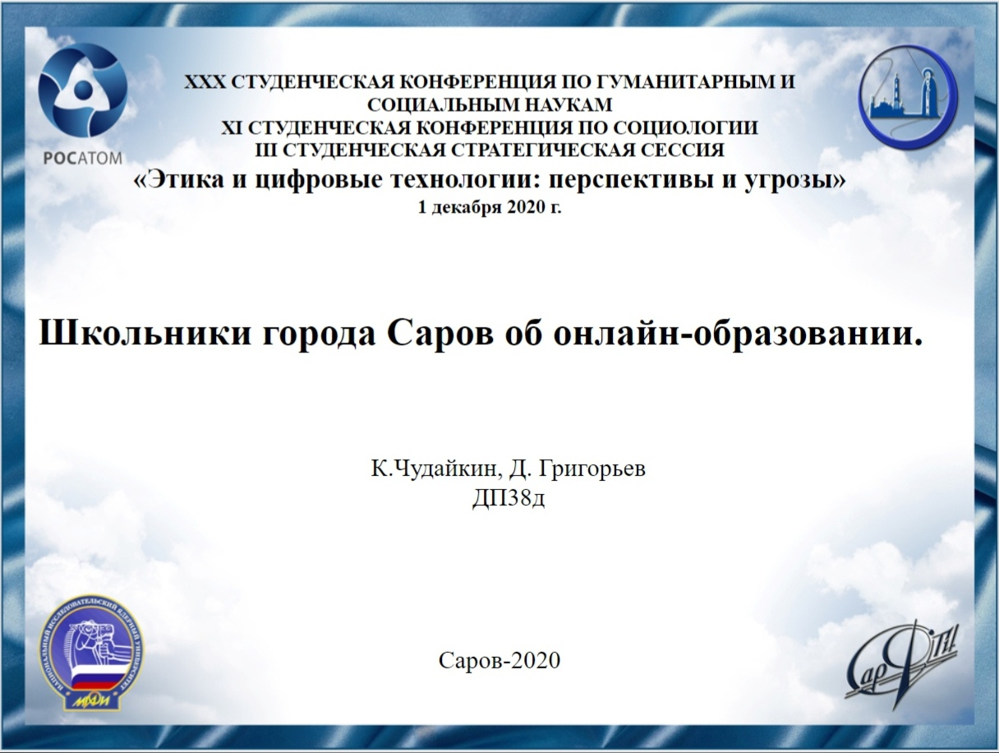 XXX СТУДЕНЧЕСКАЯ КОНФЕРЕНЦИЯ ПО ГУМАНИТАРНЫМ И
СОЦИАЛЬНЫМ НАУКАМ
XI СТУДЕНЧЕСКАЯ КОНФЕРЕНЦИЯ ПО СОЦИОЛОГИИ
III СТУДЕНЧЕСКАЯ СТРАТЕГИЧЕСКАЯ СЕССИЯ
«Этика и цифровые технологии: перспективы и угрозы»
1 декабря 2020 г.
РОСАТОМ
Школьники города Саров об онлайн-образовании.
К.Чудайкин, Д. Григорьев
ДП38д
Саров-2020
НАЦИОНАЛЬНЫЙ ИССЛЕДОВАТЕЛЬСКИЙ ЯДЕРНЫЙ УНИВЕРСИТЕТ
МИФИ
СарФТИ